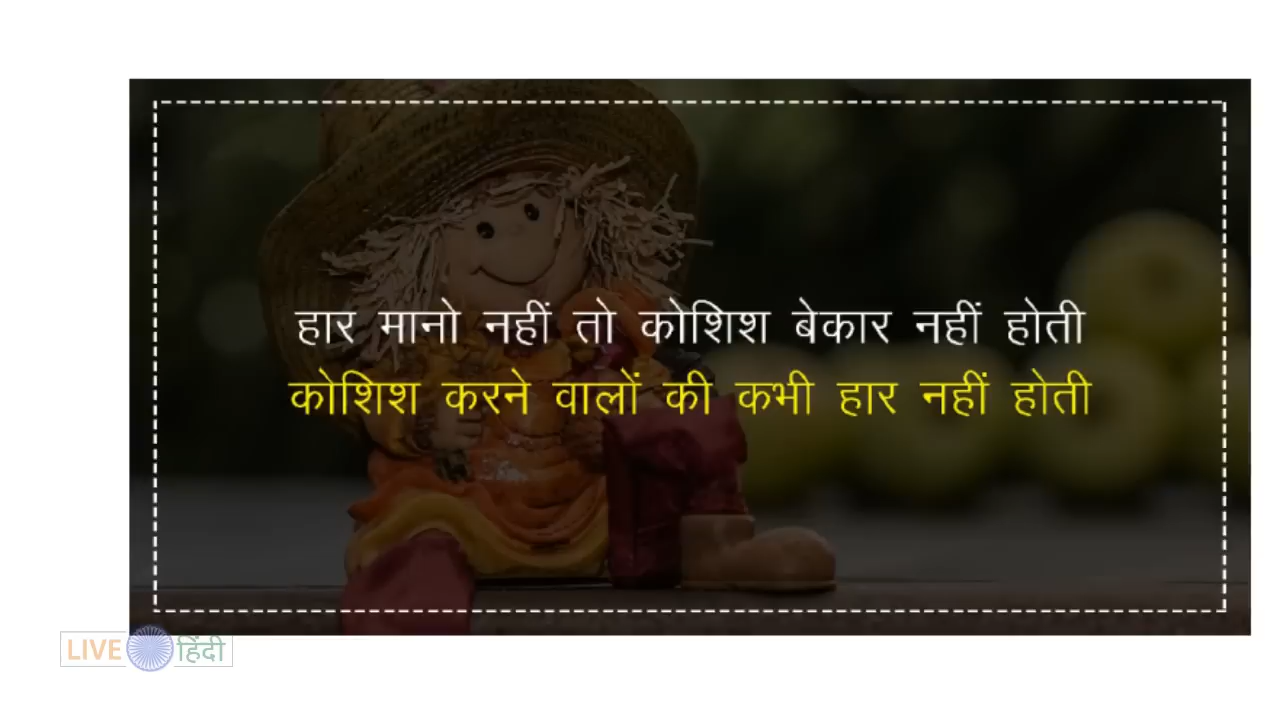 हार मानो नहीं तो कोशिश बेकार नहीं होती
कोशिश करने वालों की कभी हार नहीं होती
LIVE हिंदी